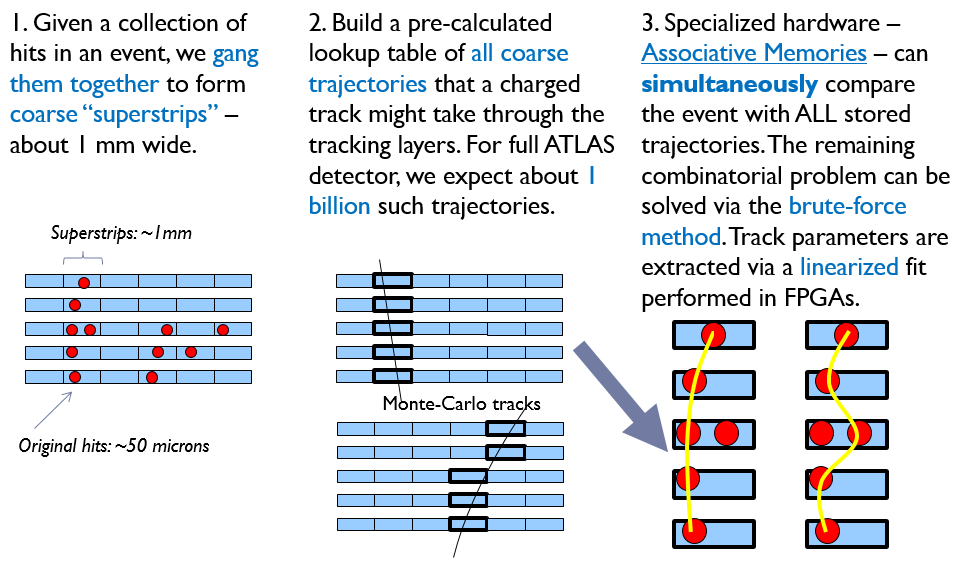 1. Given a collection of
hits in an event, we gang
them together to form
coarse “superstrips” –
about 1 mm wide.
Superstrips: ~1mm
Original hits: ~50 microns
2. Build a pre-calculated
lookup table of all coarse
trajectories that a charged
track might take through the
tracking layers. For full ATLAS
detector, we expect about 1
billion such trajectories.
Monte-Carlo tracks
3. Specialized hardware –
Associative Memories – can
simultaneously compare
the event with ALL stored
trajectories. The remaining
combinatorial problem can be
solved via the brute-force
method. Track parameters are
extracted via a linearized fit
performed in FPGAs.